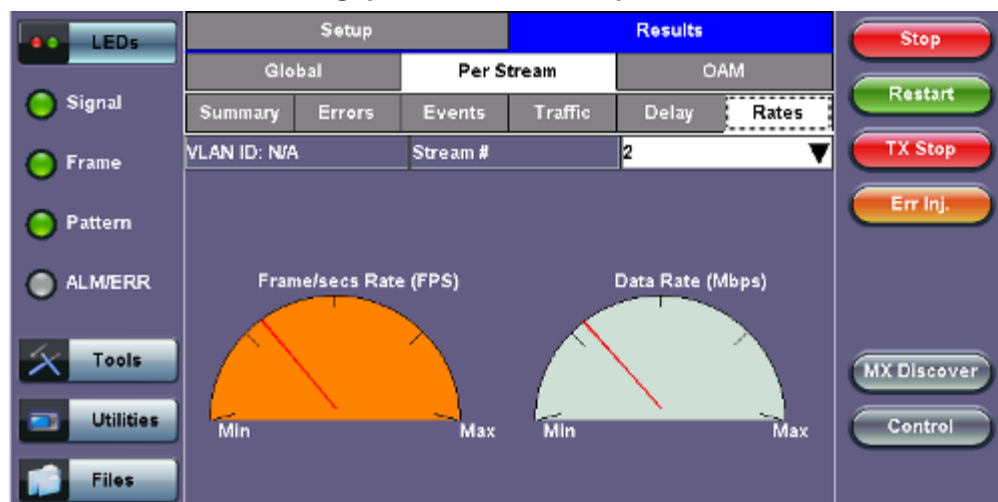 LEDs
Signal
Frame
Pattern
ALM/ERR
Tools
Utilities
Files
Setup Results
Global Per Stream OAM
Summary Errors Events Traffic Delay Rates
VLAN ID: N/A Stream # 2
Frame/secs Rate (FPS) Data Rate (Mbps)
Min Max Min Max
Stop
Restart
TX Stop
Err Inj.
MX Discover
Control